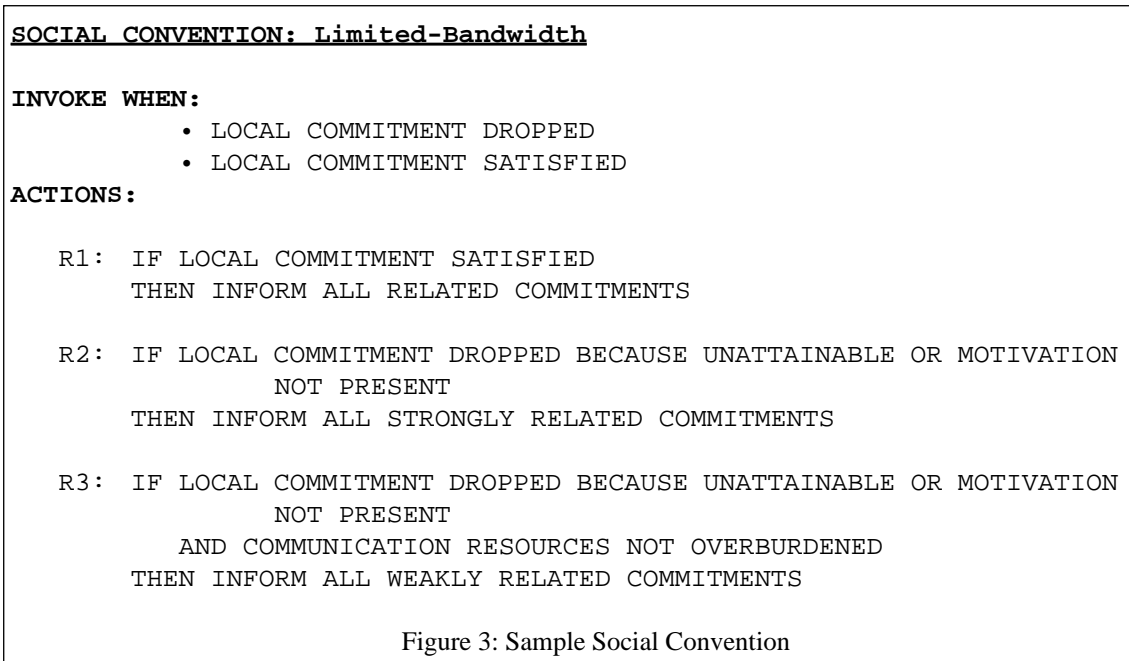 SOCIAL CONVENTION: Limited-Bandwidth
INVOKE WHEN:
• LOCAL COMMITMENT DROPPED
• LOCAL COMMITMENT SATISFIED
ACTIONS:
R1: IF LOCAL COMMITMENT SATISFIED
THEN INFORM ALL RELATED COMMITMENTS
R2: IF LOCAL COMMITMENT DROPPED BECAUSE UNATTAINABLE OR MOTIVATION
NOT PRESENT
THEN INFORM ALL STRONGLY RELATED COMMITMENTS
R3: IF LOCAL COMMITMENT DROPPED BECAUSE UNATTAINABLE OR MOTIVATION
NOT PRESENT
AND COMMUNICATION RESOURCES NOT OVERBURDENED
THEN INFORM ALL WEAKLY RELATED COMMITMENTS
Figure 3: Sample Social Convention